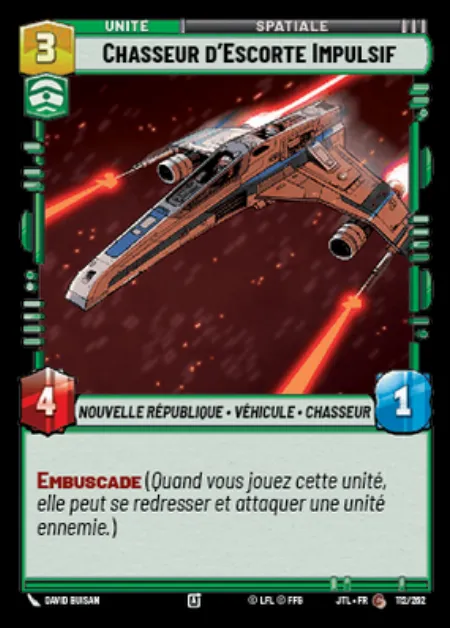 UNITÉ SPATIALE
3
CHASSEUR D'ESCORTE IMPULSIF
4
NOUVELLE RÉPUBLIQUE • VÉHICULE • CHASSEUR
1
EMBUSCADE (Quand vous jouez cette unité,
elle peut se redresser et attaquer une unité
ennemie.)
DAVID BUISAN © LFL © FFG JTL • FR C 112/262